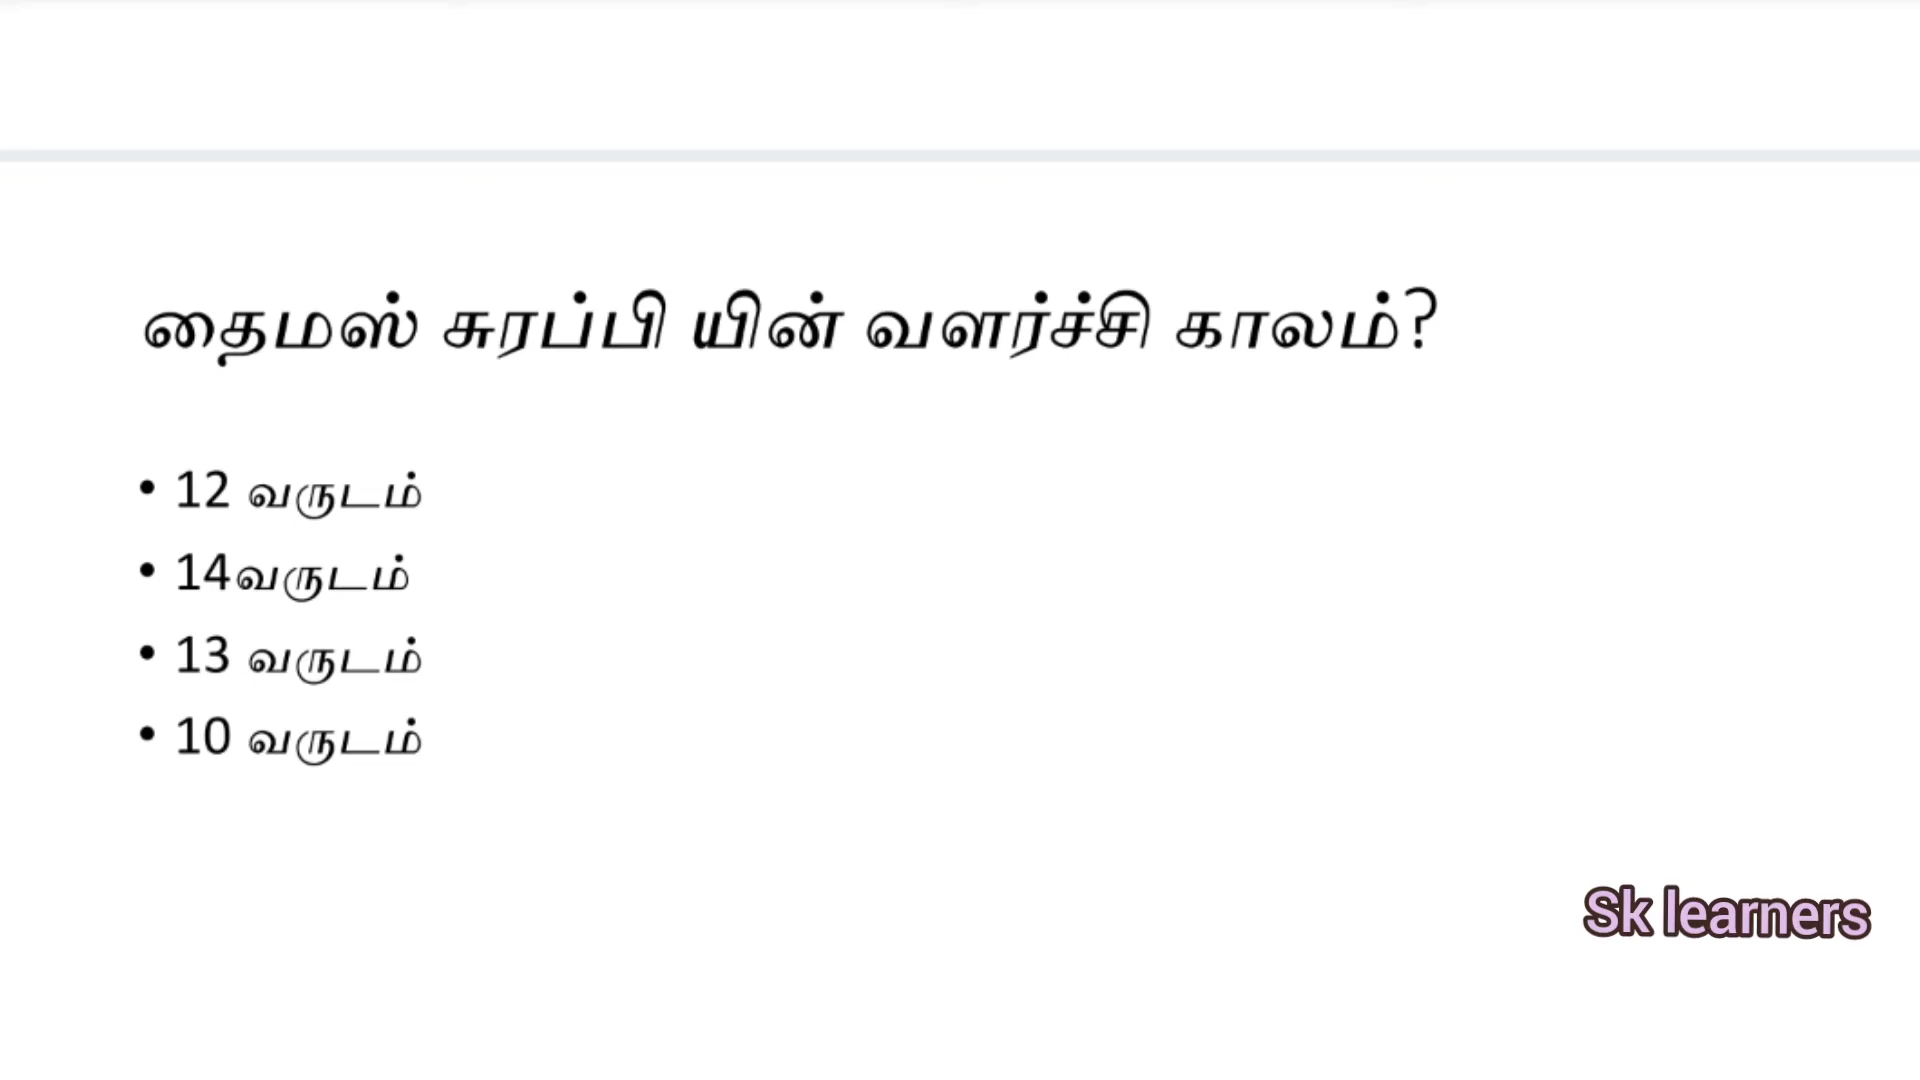 தைமஸ் சுரப்பி யின் வளர்ச்சி காலம்?
• 12 வருடம்
• 14வருடம்
• 13 வருடம்
• 10 வருடம்
Sk learners